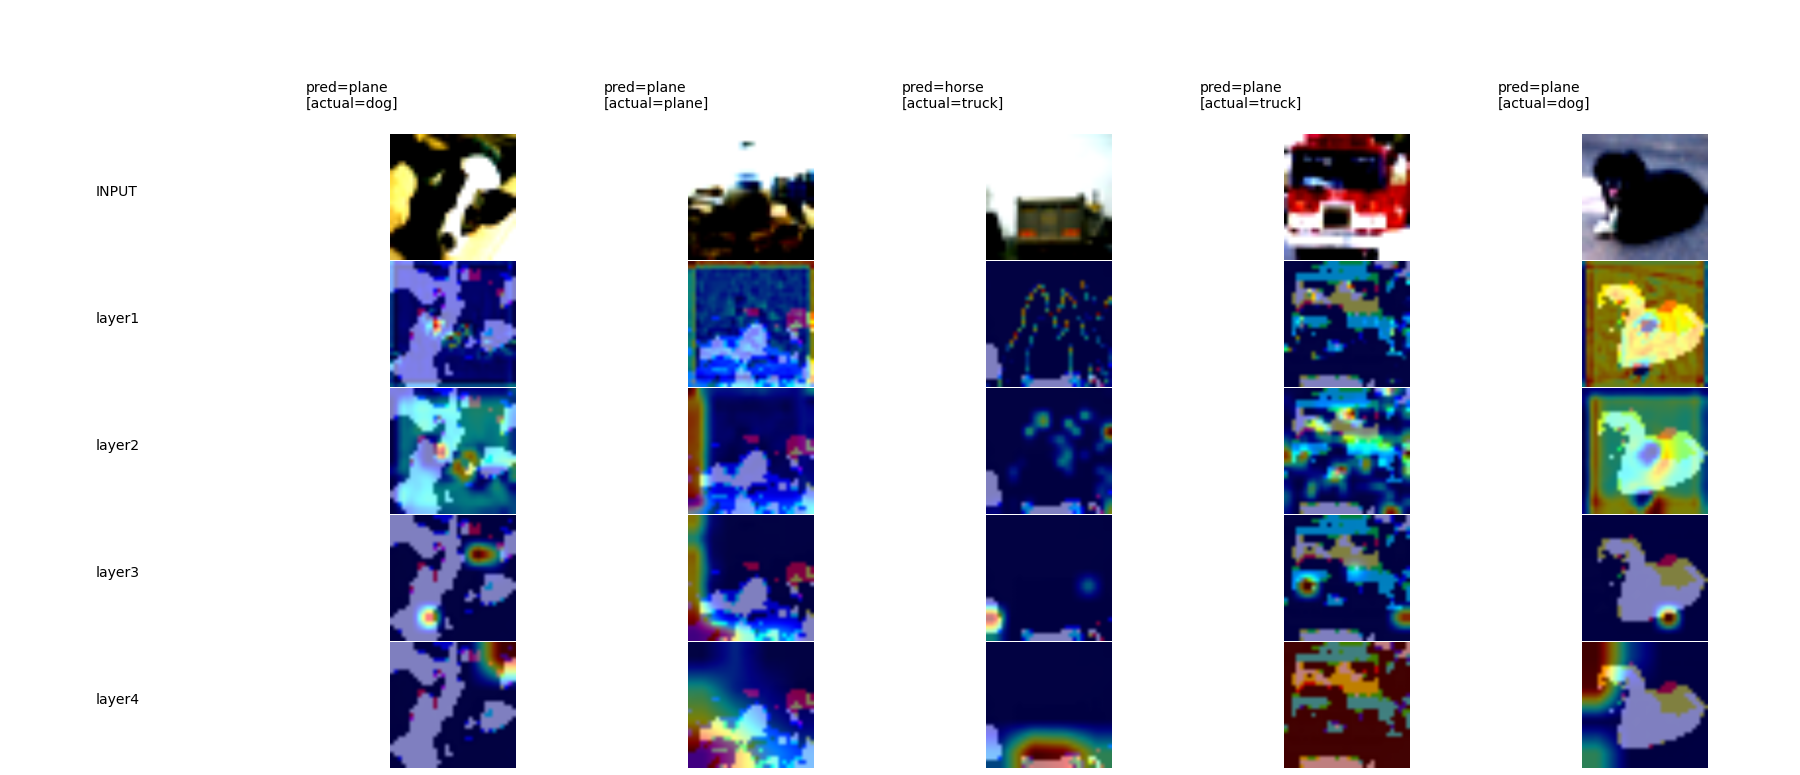 pred=plane
[actual=dog]
pred=plane
[actual=plane]
pred=horse
[actual=truck]
pred=plane
[actual=truck]
pred=plane
[actual=dog]
INPUT
layer1
layer2
layer3
layer4